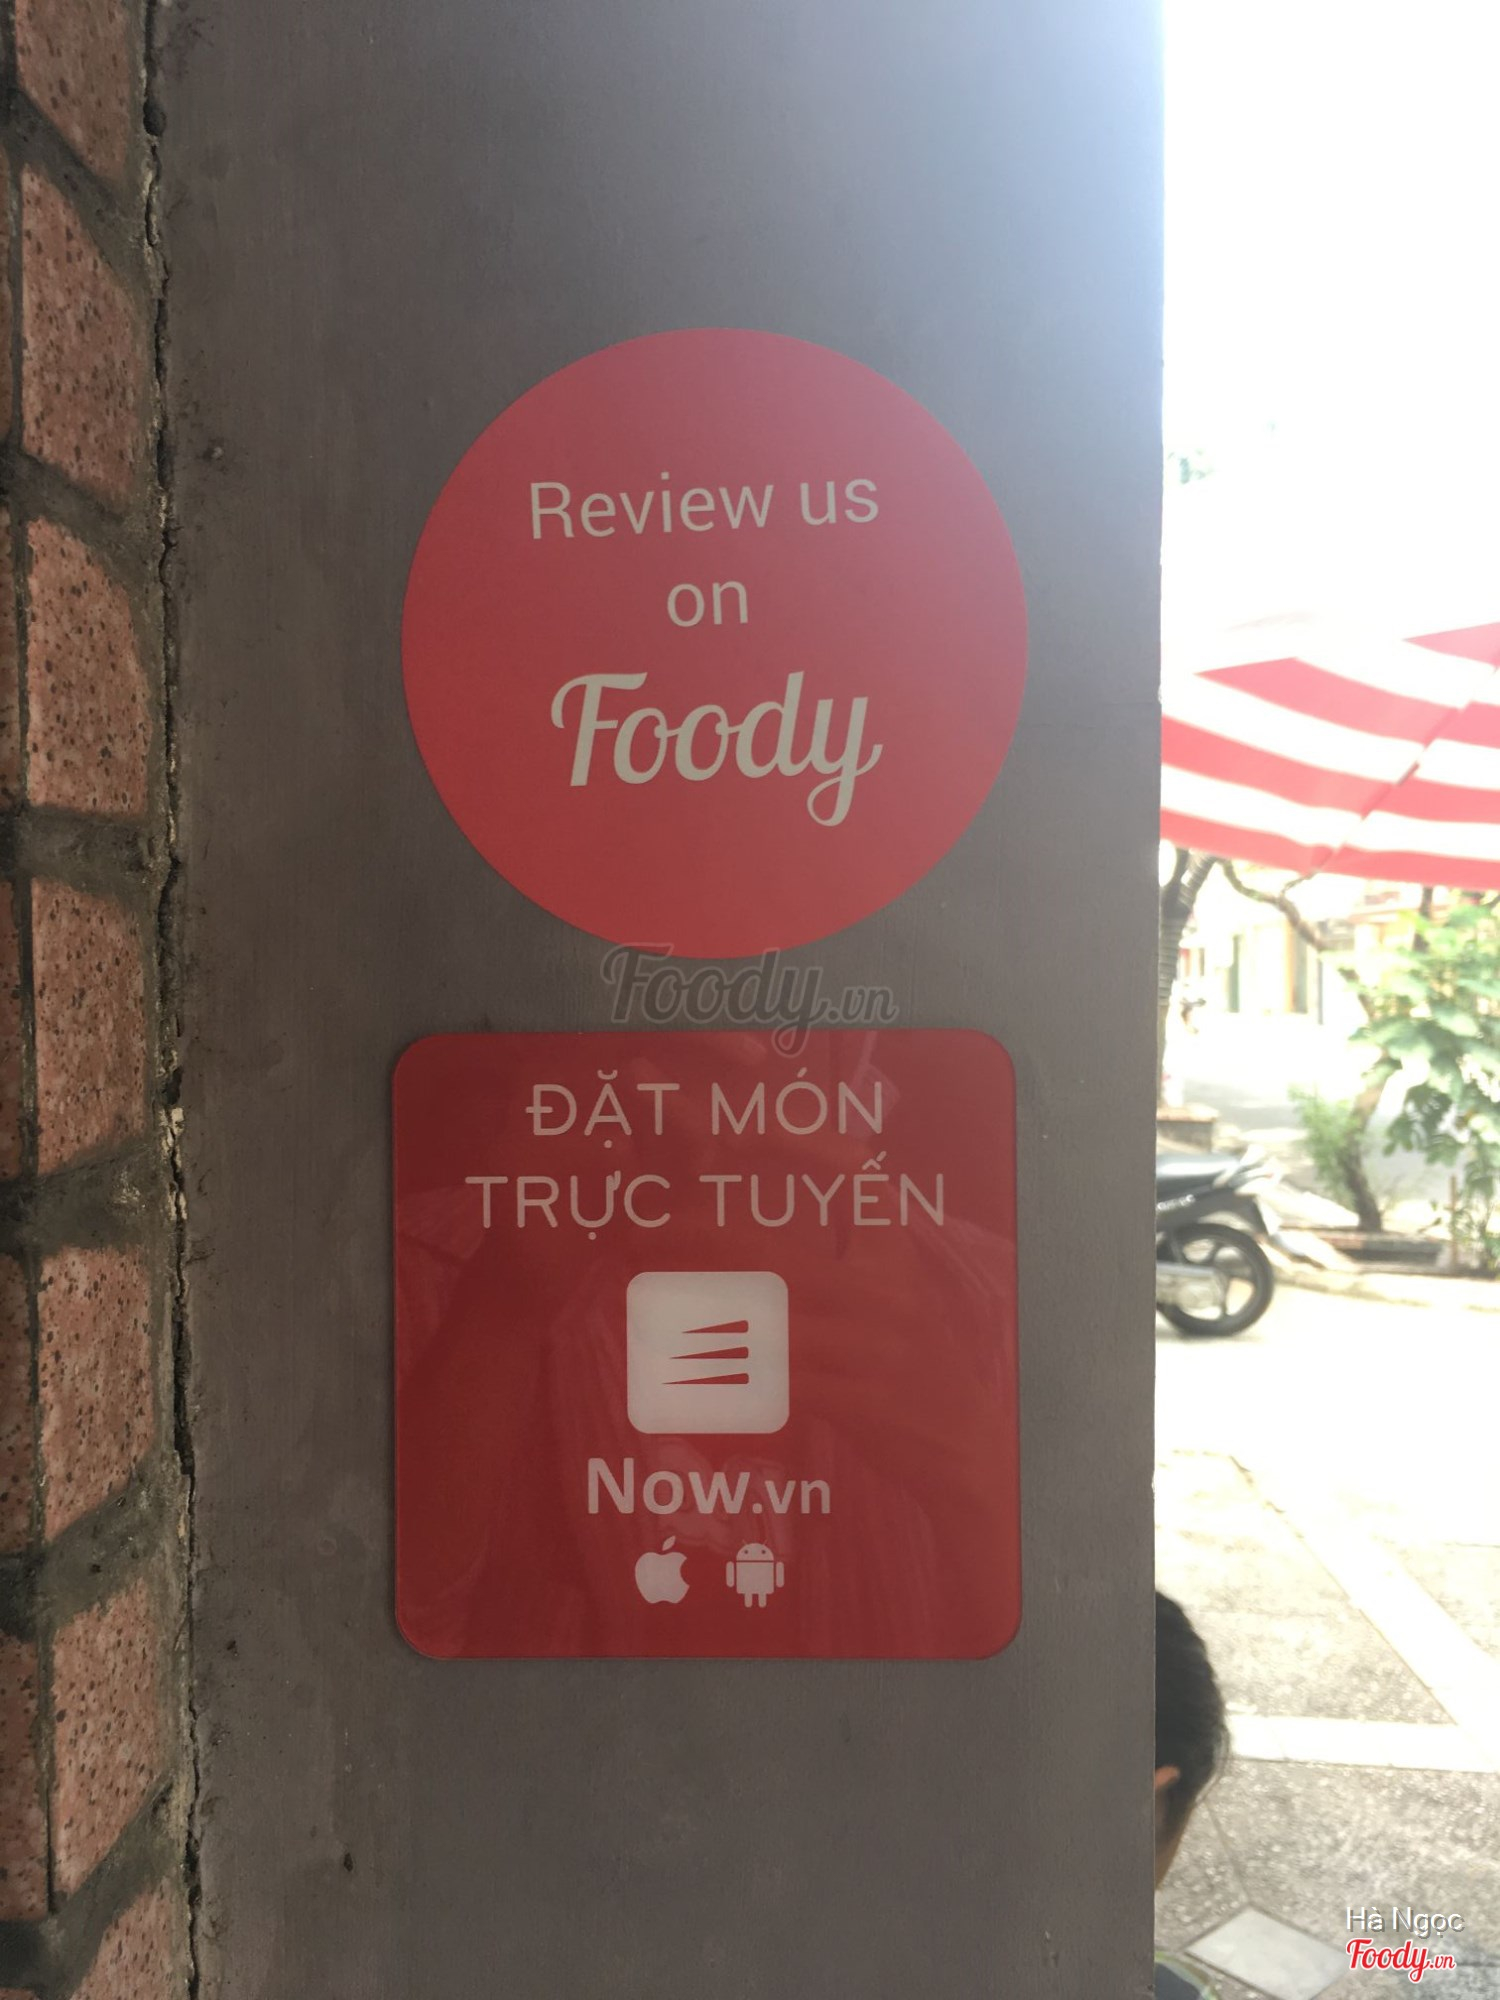 Review us
on
Foody
Foody.vn
ĐẶT MÓN
TRỰC TUYẾN
Now.vn
Hà Ngọc
Foody.vn